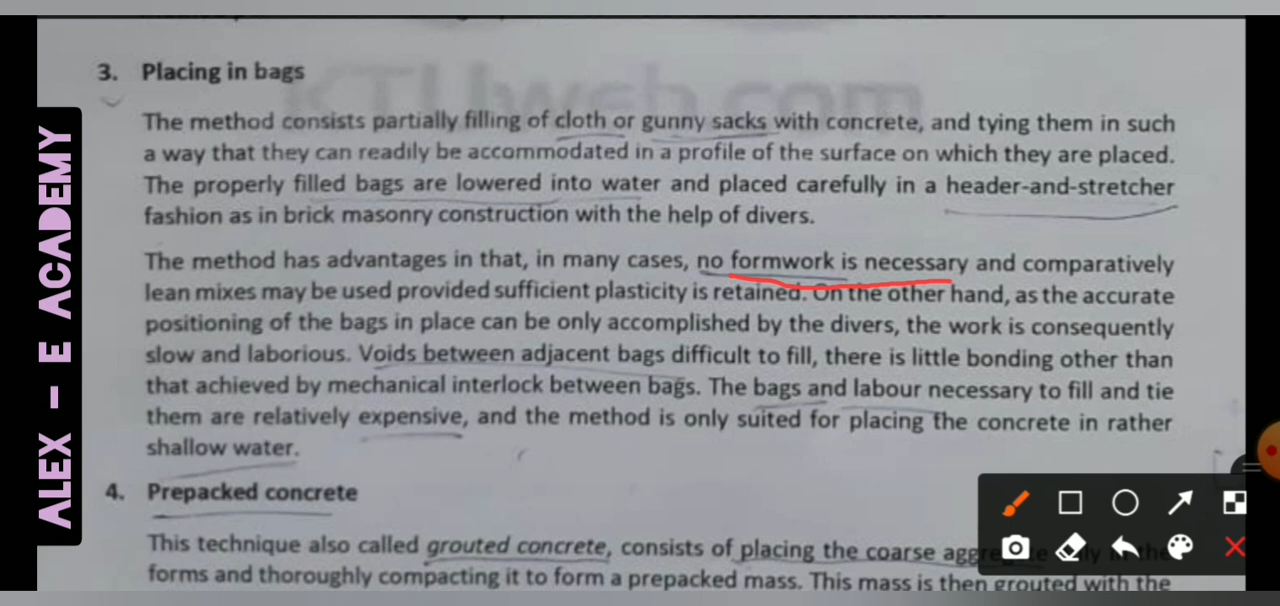 3. Placing in bags
The method consists partially filling of cloth or gunny sacks with concrete, and tying them in such
a way that they can readily be accommodated in a profile of the surface on which they are placed.
The properly filled bags are lowered into water and placed carefully in a header-and-stretcher
fashion as in brick masonry construction with the help of divers.
The method has advantages in that, in many cases, no formwork is necessary and comparatively
lean mixes may be used provided sufficient plasticity is retained. On the other hand, as the accurate
positioning of the bags in place can be only accomplished by the divers, the work is consequently
slow and laborious. Voids between adjacent bags difficult to fill, there is little bonding other than
that achieved by mechanical interlock between bags. The bags and labour necessary to fill and tie
them are relatively expensive, and the method is only suited for placing the concrete in rather
shallow water.
4. Prepacked concrete
This technique also called grouted concrete, consists of placing the coarse aggregate only in the
forms and thoroughly compacting it to form a prepacked mass. This mass is then grouted with the
ALEX - E ACADEMY
KTUweb.com